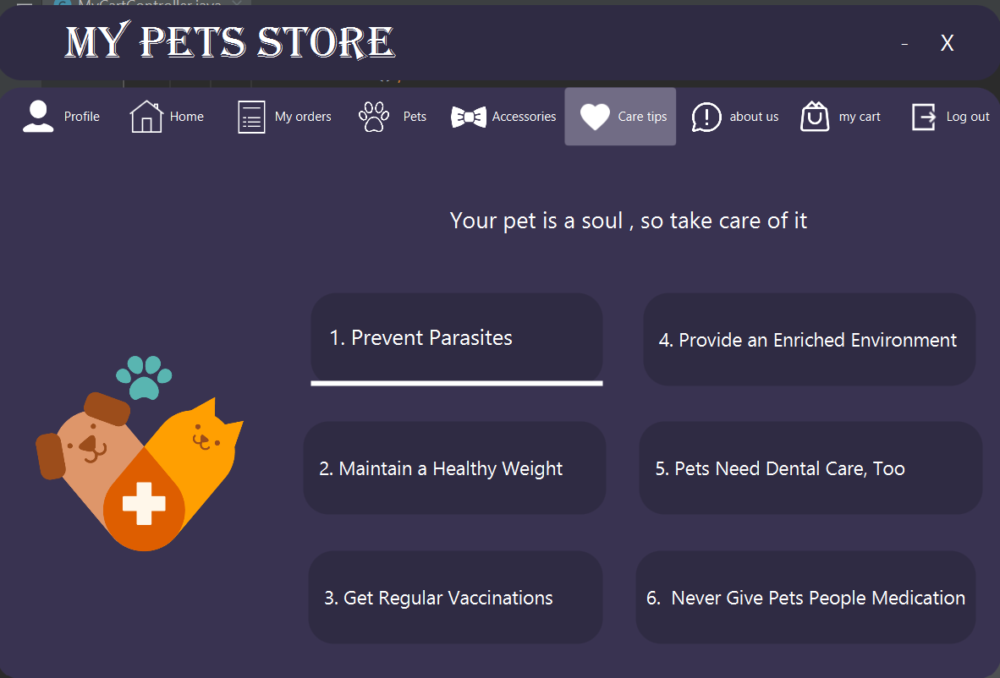 MyCartController.java
MY PETS STORE
- X
Profile Home My orders Pets Accessories Care tips about us my cart Log out
Your pet is a soul , so take care of it
1. Prevent Parasites
4. Provide an Enriched Environment
2. Maintain a Healthy Weight
5. Pets Need Dental Care, Too
3. Get Regular Vaccinations
6. Never Give Pets People Medication